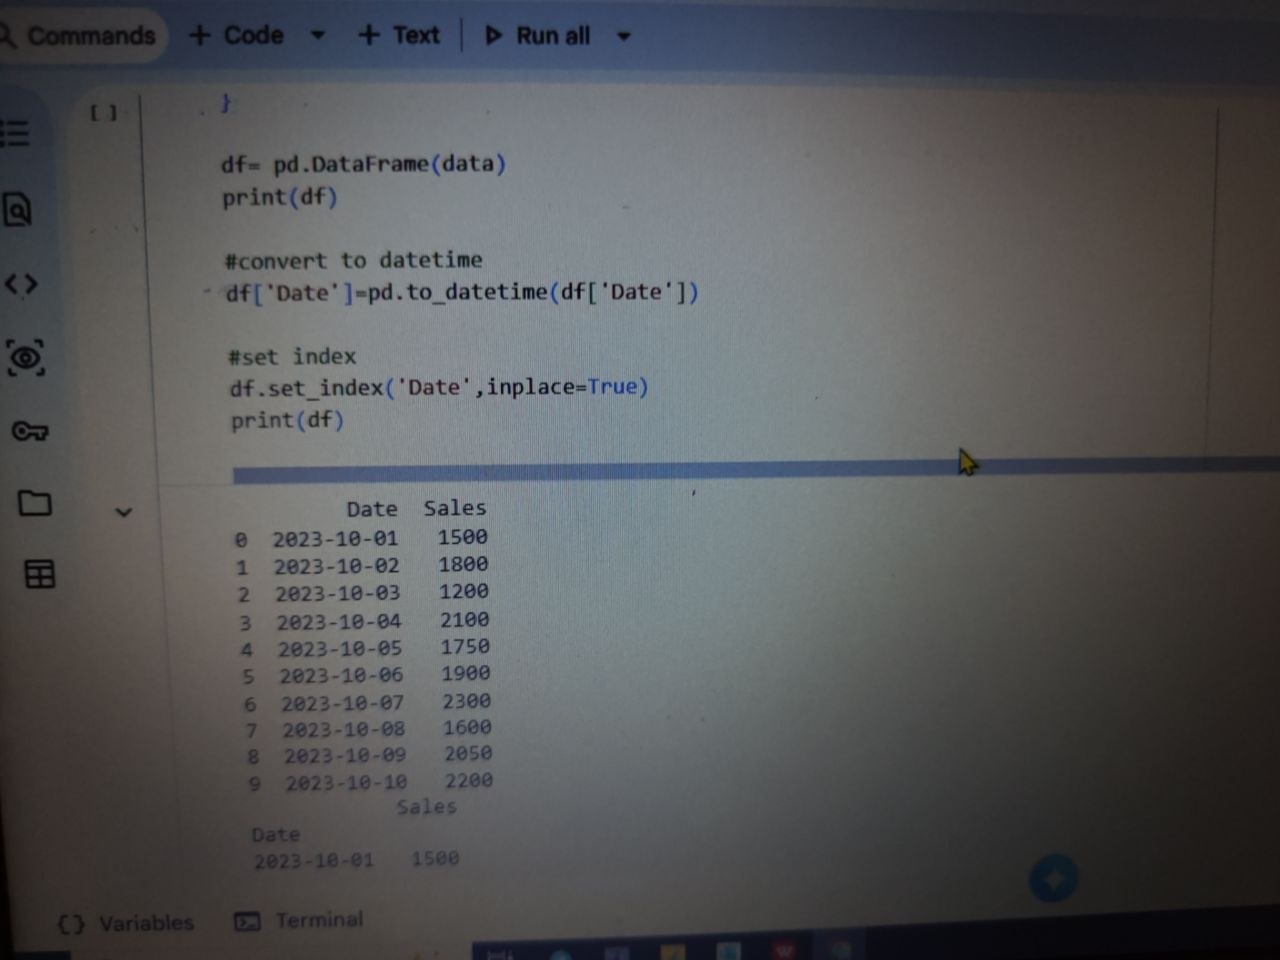 Commands + Code + Text Run all
[ ] }
df= pd.DataFrame(data)
print(df)
#convert to datetime
df['Date']=pd.to_datetime(df['Date'])
#set index
df.set_index('Date',inplace=True)
print(df)
Date Sales
0 2023-10-01 1500
1 2023-10-02 1800
2 2023-10-03 1200
3 2023-10-04 2100
4 2023-10-05 1750
5 2023-10-06 1900
6 2023-10-07 2300
7 2023-10-08 1600
8 2023-10-09 2050
9 2023-10-10 2200
Sales
Date
2023-10-01 1500
{} Variables Terminal